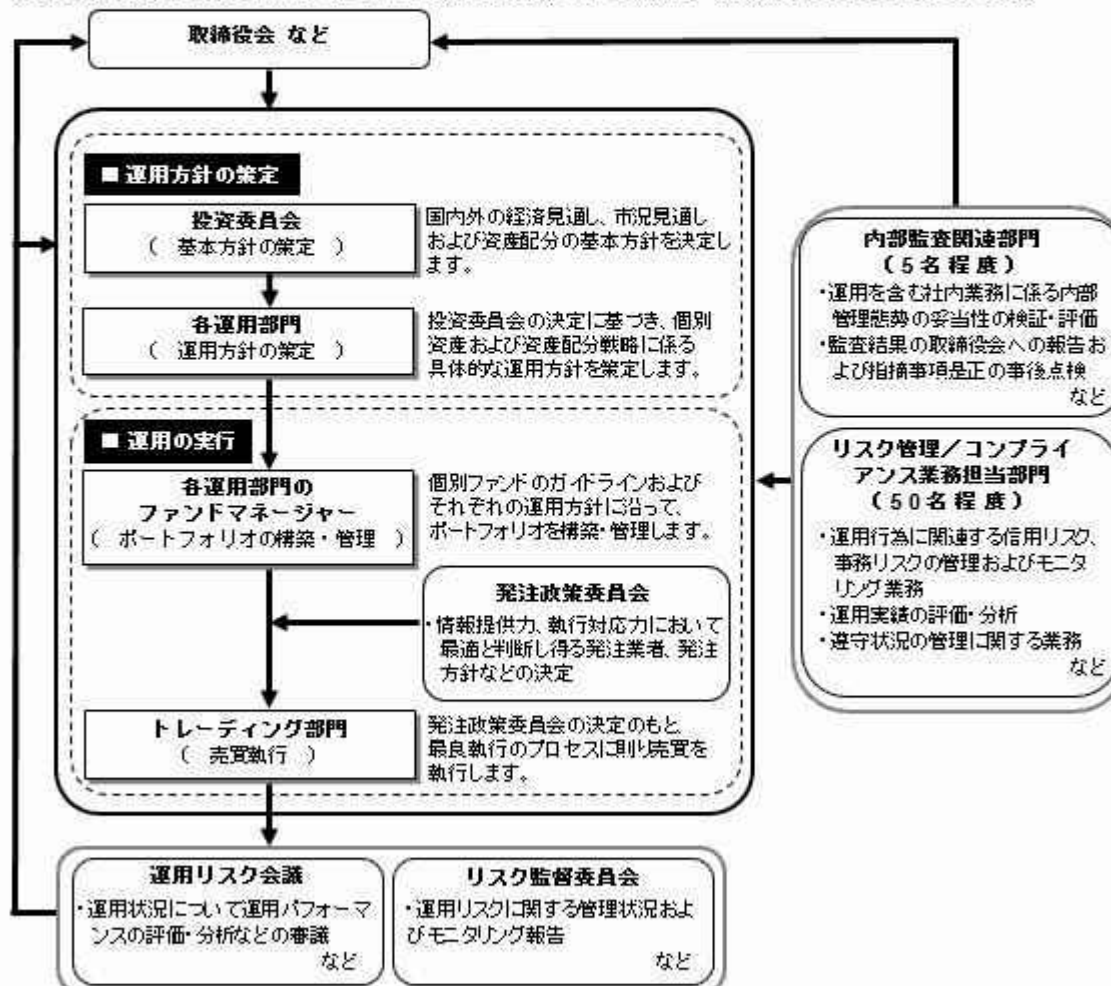 取締役会 など
■ 運用方針の策定
投資委員会
（ 基本方針の策定 ）
国内外の経済見通し、市況見通し
および資産配分の基本方針を決定し
ます。
各運用部門
（ 運用方針の策定 ）
投資委員会の決定に基づき、個別
資産および資産配分戦略に係る
具体的な運用方針を策定します。
■ 運用の実行
各運用部門の
ファンドマネージャー
（ ポートフォリオの構築・管理 ）
個別ファンドのガイドラインおよび
それぞれの運用方針に沿って、
ポートフォリオを構築・管理します。
発注政策委員会
・情報提供力、執行対応力において
最適と判断し得る発注業者、発注
方針などの決定
トレーディング部門
（ 売買執行 ）
発注政策委員会の決定のもと、
最良執行のプロセスに則り売買を
執行します。
内部監査関連部門
（５名程度）
・運用を含む社内業務に係る内部
管理態勢の妥当性の検証・評価
・監査結果の取締役会への報告お
よび指摘事項是正の事後点検
など
リスク管理／コンプライ
アンス業務担当部門
（５０名程度）
・運用行為に関連する信用リスク、
事務リスクの管理およびモニタ
リング業務
・運用実績の評価・分析
・遵守状況の管理に関する業務
など
運用リスク会議
・運用状況について運用パフォーマ
ンスの評価・分析などの審議
など
リスク監督委員会
・運用リスクに関する管理状況およ
びモニタリング報告
など